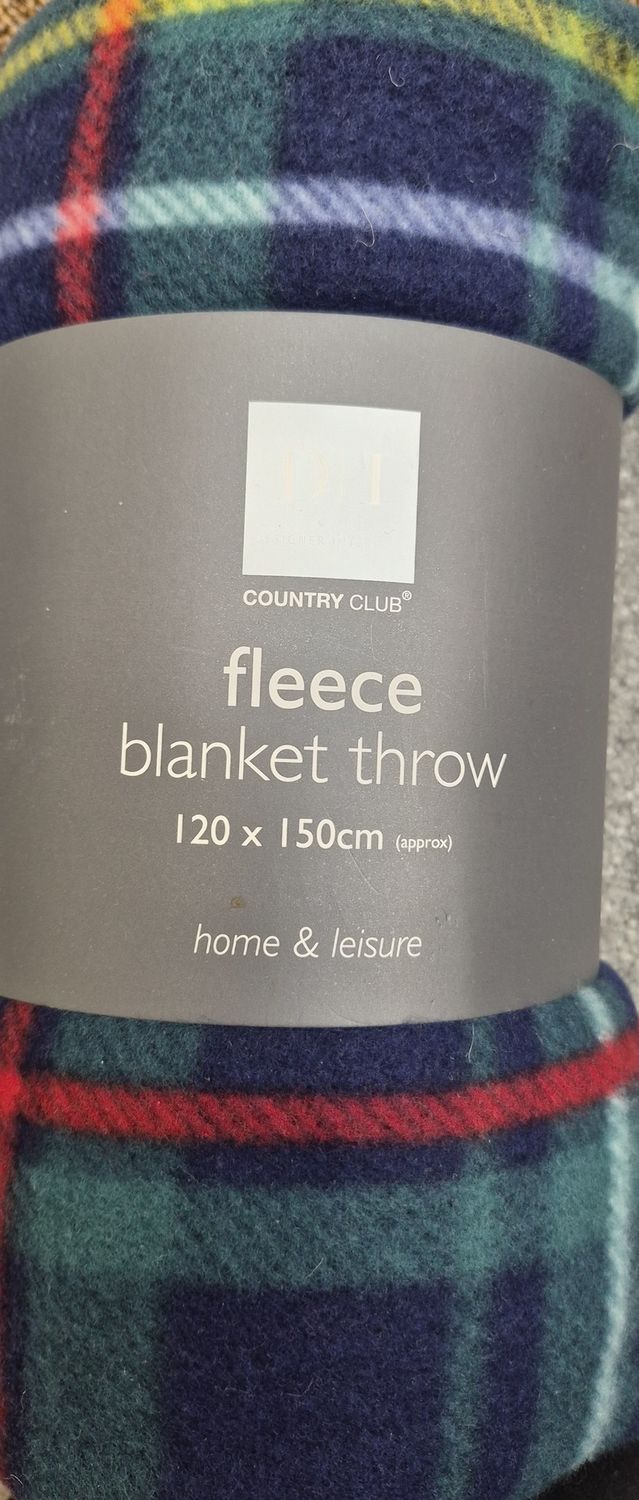 COUNTRY CLUB®
fleece
blanket throw
120 x 150cm (approx)
home & leisure